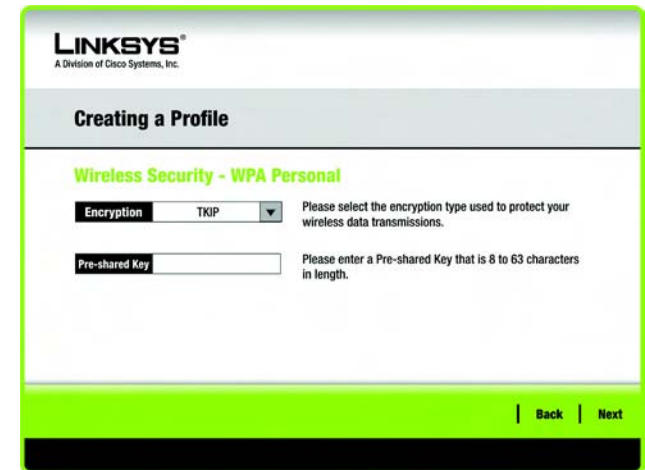 LINKSYS®
A Division of Cisco Systems, Inc.
Creating a Profile
Wireless Security - WPA Personal
Encryption TKIP
Please select the encryption type used to protect your
wireless data transmissions.
Pre-shared Key
Please enter a Pre-shared Key that is 8 to 63 characters
in length.
Back Next